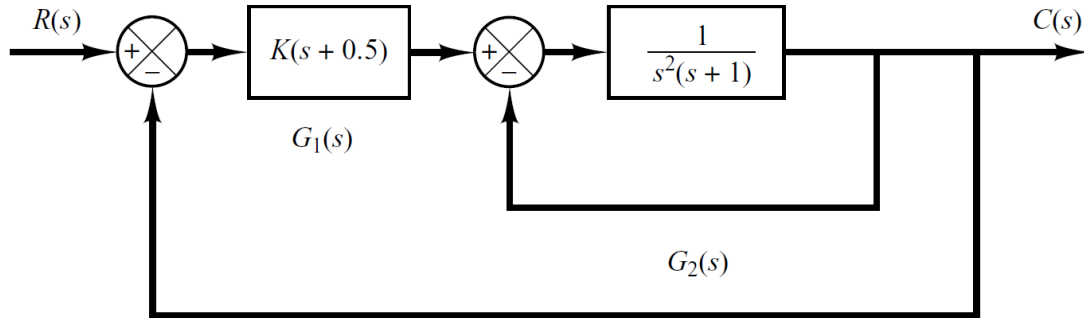 R(s)
C(s)
+
−
K(s + 0.5)
+
−
1
s²(s + 1)
G₁(s)
G₂(s)